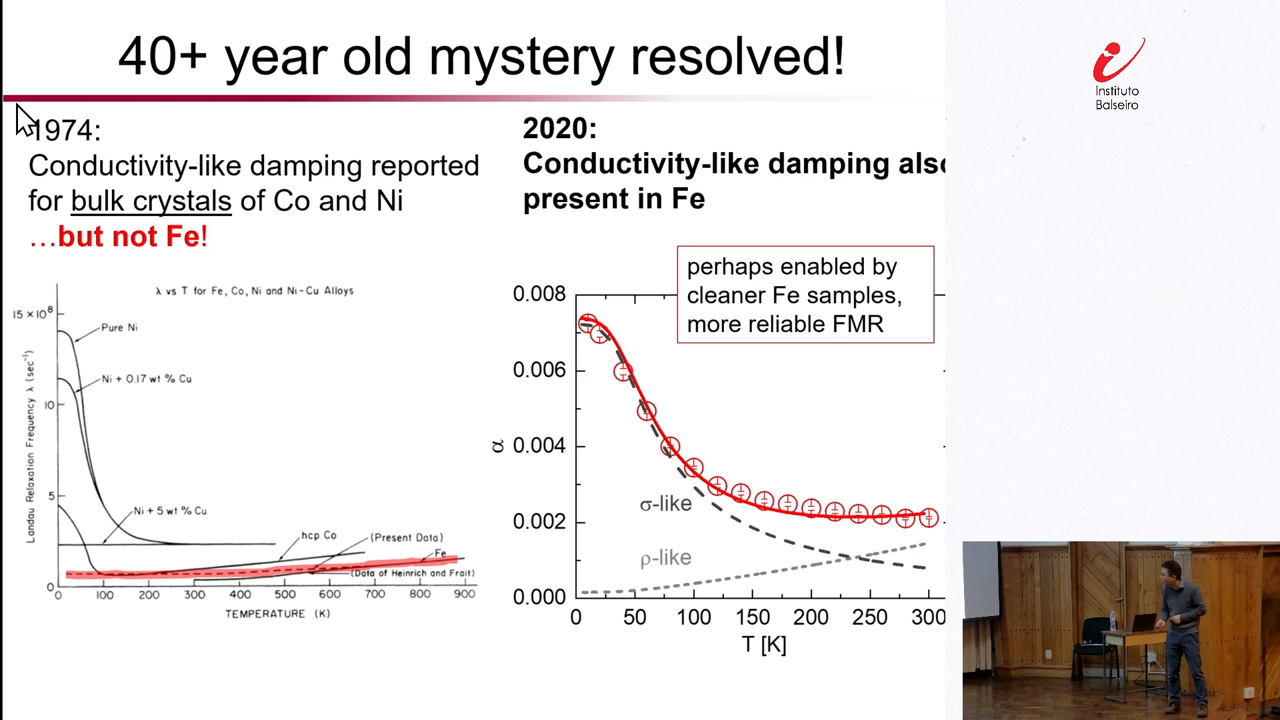 40+ year old mystery resolved!
1974:
Conductivity-like damping reported
for bulk crystals of Co and Ni
…but not Fe!
λ vs T for Fe, Co, Ni and Ni-Cu Alloys
15 × 10⁸
10
5
0
Landau Relaxation Frequency λ (sec⁻¹)
Pure Ni
Ni + 0.17 wt % Cu
Ni + 5 wt % Cu
hcp Co
(Present Data)
Fe
(Data of Heinrich and Frait)
0 100 200 300 400 500 600 700 800 900
TEMPERATURE (K)
2020:
Conductivity-like damping also
present in Fe
perhaps enabled by
cleaner Fe samples,
more reliable FMR
0.008
0.006
0.004
0.002
0.000
α
σ-like
ρ-like
0 50 100 150 200 250 300
T [K]
Instituto
Balseiro